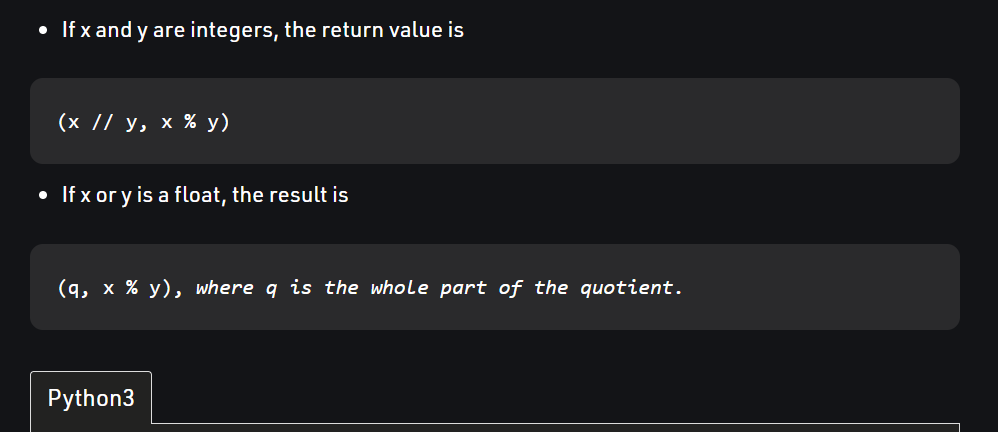 If x and y are integers, the return value is
(x // y, x % y)
If x or y is a float, the result is
(q, x % y), where q is the whole part of the quotient.
Python3